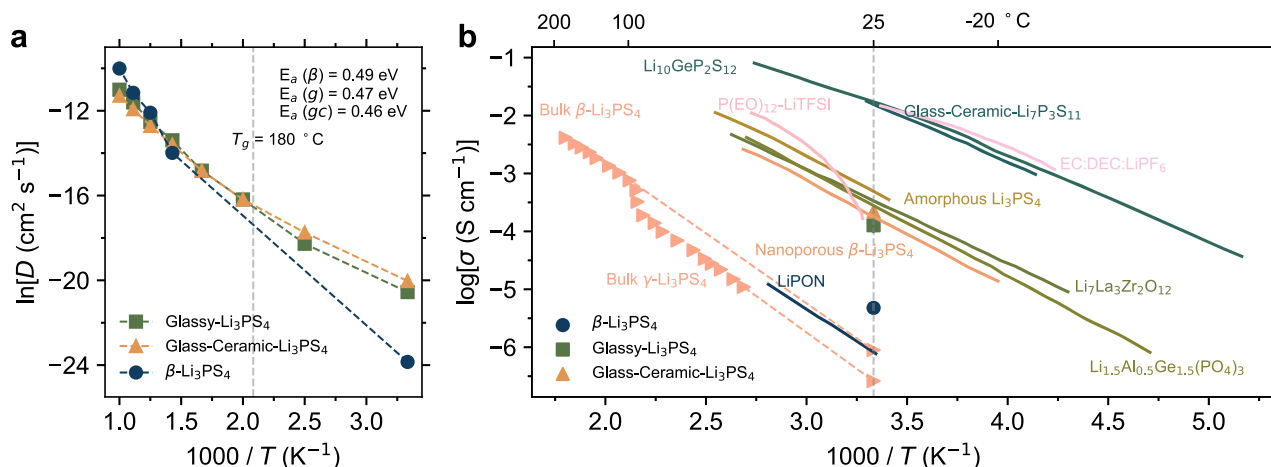 a
ln[D (cm² s⁻¹)]
−12
−16
−20
−24
Eₐ (β) = 0.49 eV
Eₐ (g) = 0.47 eV
Eₐ (gc) = 0.46 eV
T_g = 180 °C
Glassy-Li₃PS₄
Glass-Ceramic-Li₃PS₄
β-Li₃PS₄
1.0 1.5 2.0 2.5 3.0
1000 / T (K⁻¹)
b
200 100 25 -20 °C
log[σ (S cm⁻¹)]
−1
−2
−3
−4
−5
−6
Li₁₀GeP2S₁₂
P(EO)₁₂-LiTFSI
Glass-Ceramic-Li₇P₃S₁₁
Bulk β-Li₃PS₄
EC:DEC:LiPF₆
Amorphous Li₃PS₄
Nanoporous β-Li₃PS₄
Bulk γ-Li₃PS₄
LiPON
Li₇La₃Zr₂O₁₂
Li₁.₅Al₀.₅Ge₁.₅(PO₄)₃
β-Li₃PS₄
Glassy-Li₃PS₄
Glass-Ceramic-Li₃PS₄
2.0 2.5 3.0 3.5 4.0 4.5 5.0
1000 / T (K⁻¹)